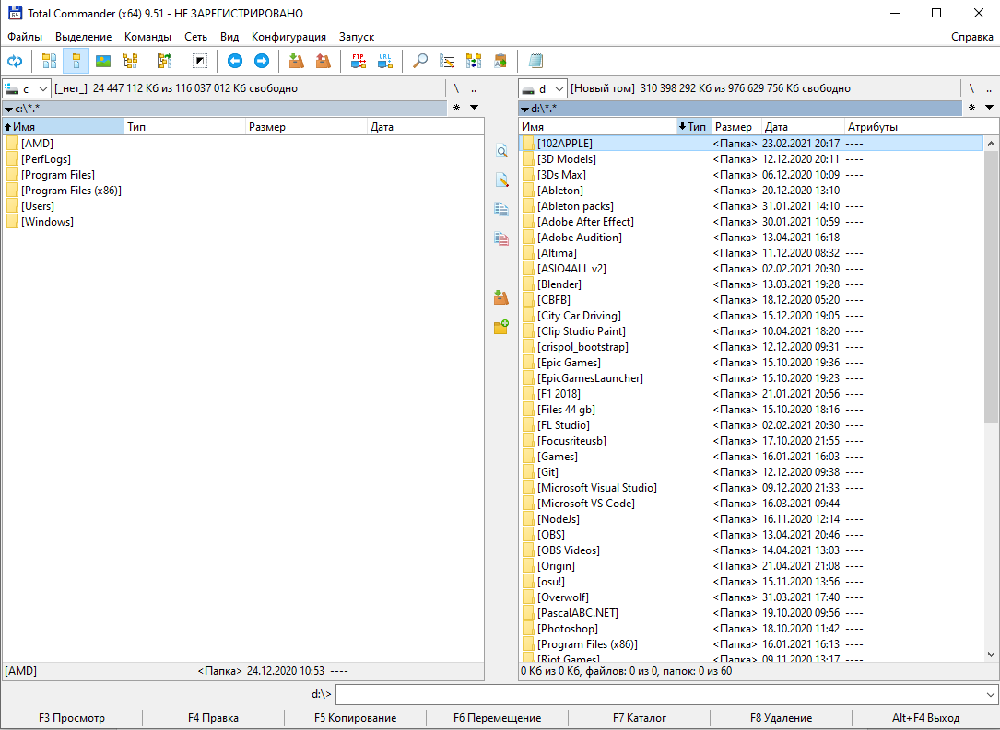 Total Commander (x64) 9.51 - НЕ ЗАРЕГИСТРИРОВАНО
Файлы Выделение Команды Сеть Вид Конфигурация Запуск Справка
FTP URL
c [_нет_] 24 447 112 Кб из 116 037 012 Кб свободно \ ..
c:\*.* * 
Имя Тип Размер Дата
[AMD]
[PerfLogs]
[Program Files]
[Program Files (x86)]
[Users]
[Windows]
[AMD] <Папка> 24.12.2020 10:53 ----
d [Новый том] 310 398 292 Кб из 976 629 756 Кб свободно \ ..
d:\*.* *
Имя Тип Размер Дата Атрибуты
[102APPLE] <Папка> 23.02.2021 20:17 ----
[3D Models] <Папка> 12.12.2020 20:11 ----
[3Ds Max] <Папка> 06.12.2020 10:09 ----
[Ableton] <Папка> 20.12.2020 13:10 ----
[Ableton packs] <Папка> 31.01.2021 14:10 ----
[Adobe After Effect] <Папка> 30.01.2021 10:59 ----
[Adobe Audition] <Папка> 13.04.2021 16:18 ----
[Altima] <Папка> 11.12.2020 08:32 ----
[ASIO4ALL v2] <Папка> 02.02.2021 20:30 ----
[Blender] <Папка> 13.03.2021 19:28 ----
[CBFB] <Папка> 18.12.2020 05:20 ----
[City Car Driving] <Папка> 15.12.2020 19:05 ----
[Clip Studio Paint] <Папка> 10.04.2021 18:20 ----
[crispol_bootstrap] <Папка> 12.12.2020 09:31 ----
[Epic Games] <Папка> 15.10.2020 19:36 ----
[EpicGamesLauncher] <Папка> 15.10.2020 19:23 ----
[F1 2018] <Папка> 21.01.2021 20:56 ----
[Files 44 gb] <Папка> 15.10.2020 18:16 ----
[FL Studio] <Папка> 02.02.2021 20:30 ----
[Focusriteusb] <Папка> 17.10.2020 21:55 ----
[Games] <Папка> 16.01.2021 16:03 ----
[Git] <Папка> 12.12.2020 09:38 ----
[Microsoft Visual Studio] <Папка> 09.12.2020 21:33 ----
[Microsoft VS Code] <Папка> 16.03.2021 09:44 ----
[NodeJs] <Папка> 16.11.2020 12:14 ----
[OBS] <Папка> 13.04.2021 20:46 ----
[OBS Videos] <Папка> 14.04.2021 13:03 ----
[Origin] <Папка> 21.04.2021 21:08 ----
[osu!] <Папка> 15.11.2020 13:56 ----
[Overwolf] <Папка> 31.03.2021 17:40 ----
[PascalABC.NET] <Папка> 19.10.2020 09:56 ----
[Photoshop] <Папка> 18.10.2020 11:42 ----
[Program Files (x86)] <Папка> 16.01.2021 16:13 ----
[Riot Games] <Папка> 09.11.2020 13:17 ----
0 Кб из 0 Кб, файлов: 0 из 0, папок: 0 из 60
d:\>
F3 Просмотр F4 Правка F5 Копирование F6 Перемещение F7 Каталог F8 Удаление Alt+F4 Выход